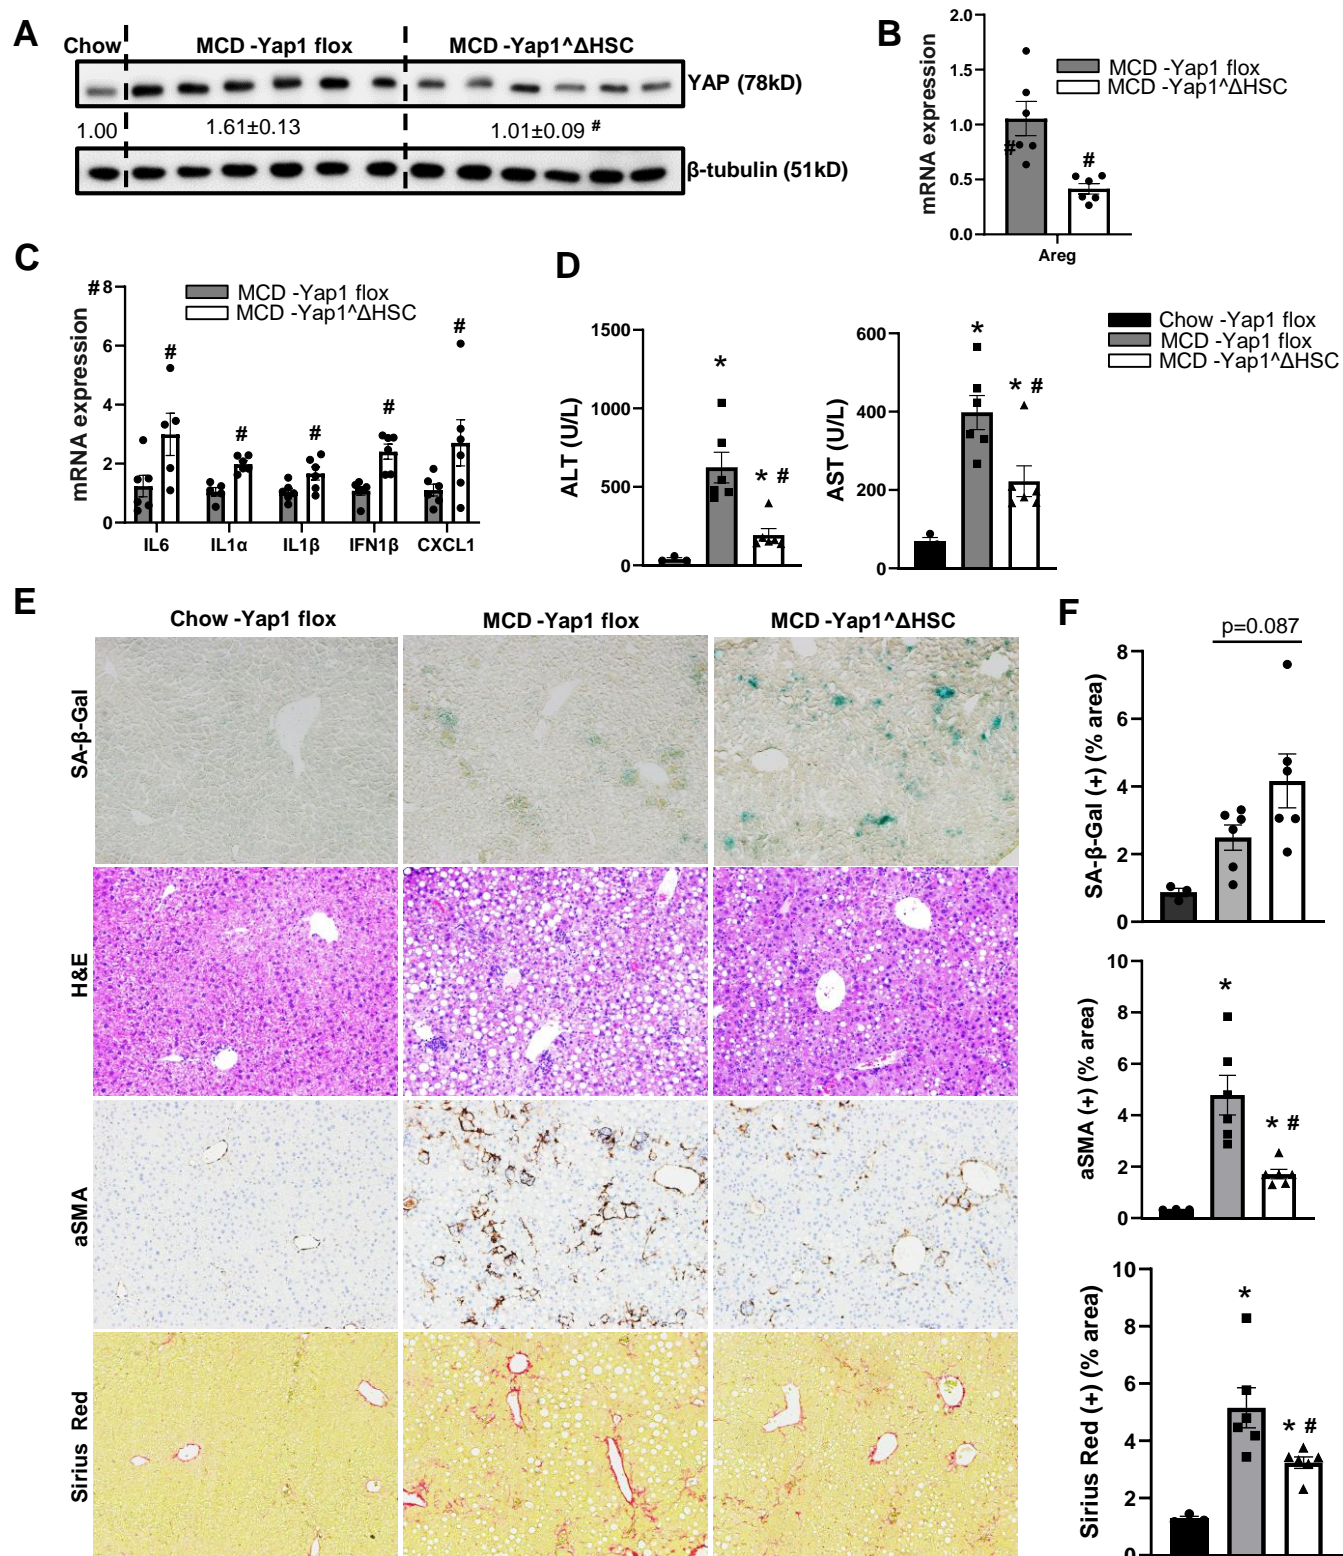 A
Chow
MCD -Yap1 flox
MCD -Yap1^ΔHSC
YAP (78kD)
1.00
1.61±0.13
1.01±0.09 #
β-tubulin (51kD)
B
mRNA expression
2.0
1.5
1.0
0.5
0.0
MCD -Yap1 flox
MCD -Yap1^ΔHSC
#
#
Areg
C
mRNA expression
#
8
6
4
2
0
MCD -Yap1 flox
MCD -Yap1^ΔHSC
#
#
#
#
#
IL6
IL1α
IL1β
IFN1β
CXCL1
D
ALT (U/L)
1500
1000
500
0
*
* #
AST (U/L)
600
400
200
0
*
* #
Chow -Yap1 flox
MCD -Yap1 flox
MCD -Yap1^ΔHSC
E
Chow -Yap1 flox
MCD -Yap1 flox
MCD -Yap1^ΔHSC
SA-β-Gal
H&E
aSMA
Sirius Red
F
p=0.087
SA-β-Gal (+) (% area)
8
6
4
2
0
aSMA (+) (% area)
10
8
6
4
2
0
*
* #
Sirius Red (+) (% area)
10
8
6
4
2
0
*
* #